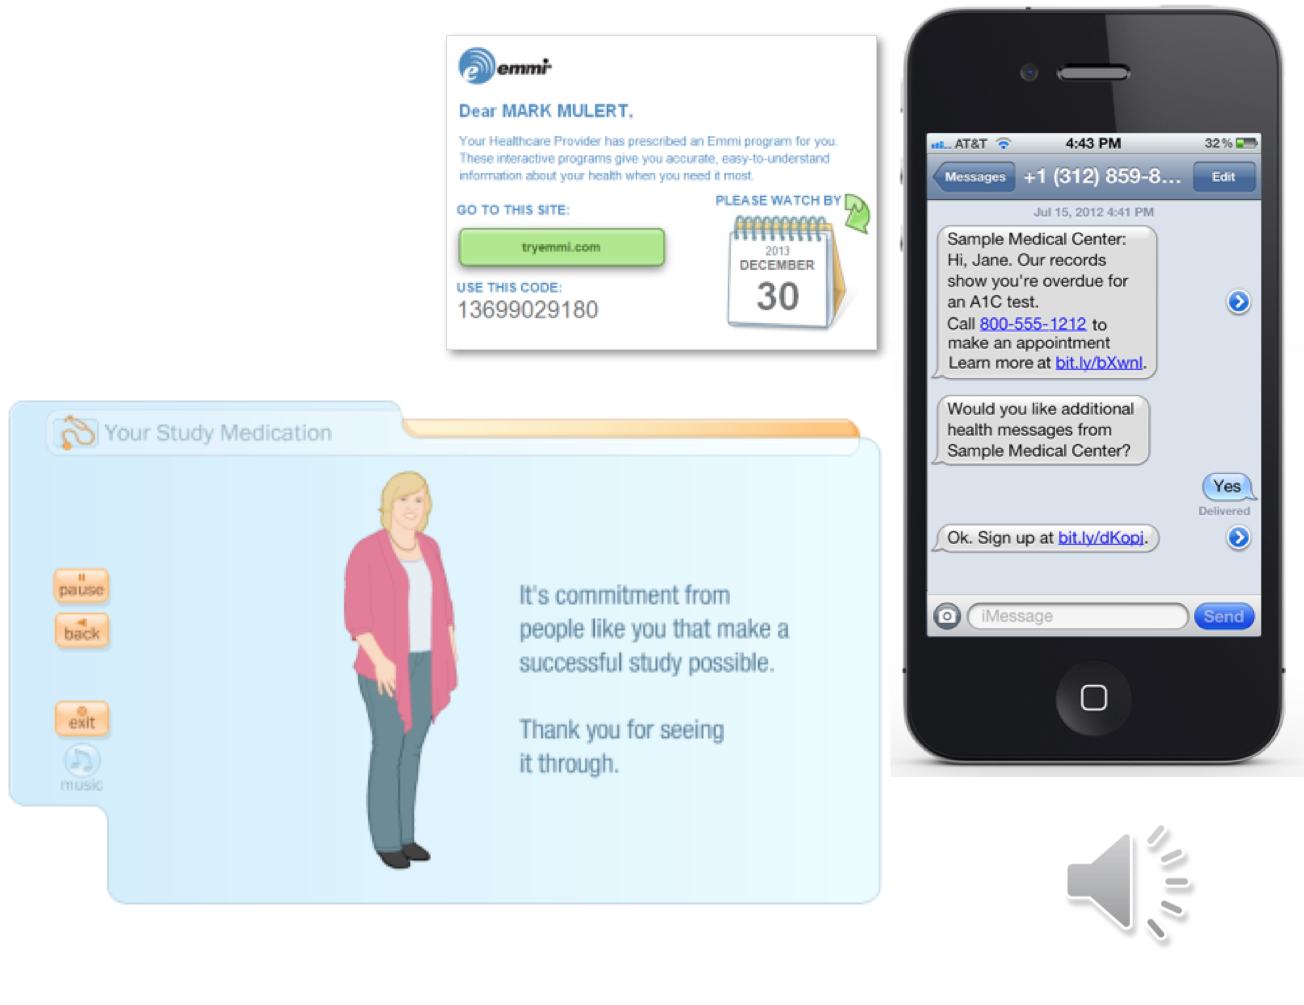 emmi
Dear MARK MULERT,
Your Healthcare Provider has prescribed an Emmi program for you.
These interactive programs give you accurate, easy-to-understand
information about your health when you need it most.
GO TO THIS SITE:
tryemmi.com
USE THIS CODE:
13699029180
PLEASE WATCH BY
2013
DECEMBER
30
AT&T
4:43 PM
32%
Messages
+1 (312) 859-8...
Edit
Jul 15, 2012 4:41 PM
Sample Medical Center:
Hi, Jane. Our records
show you're overdue for
an A1C test.
Call 800-555-1212 to
make an appointment
Learn more at bit.ly/bXwnl.
Would you like additional
health messages from
Sample Medical Center?
Yes
Delivered
Ok. Sign up at bit.ly/dKopj.
iMessage
Send
Your Study Medication
pause
back
exit
music
It's commitment from
people like you that make a
successful study possible.
Thank you for seeing
it through.